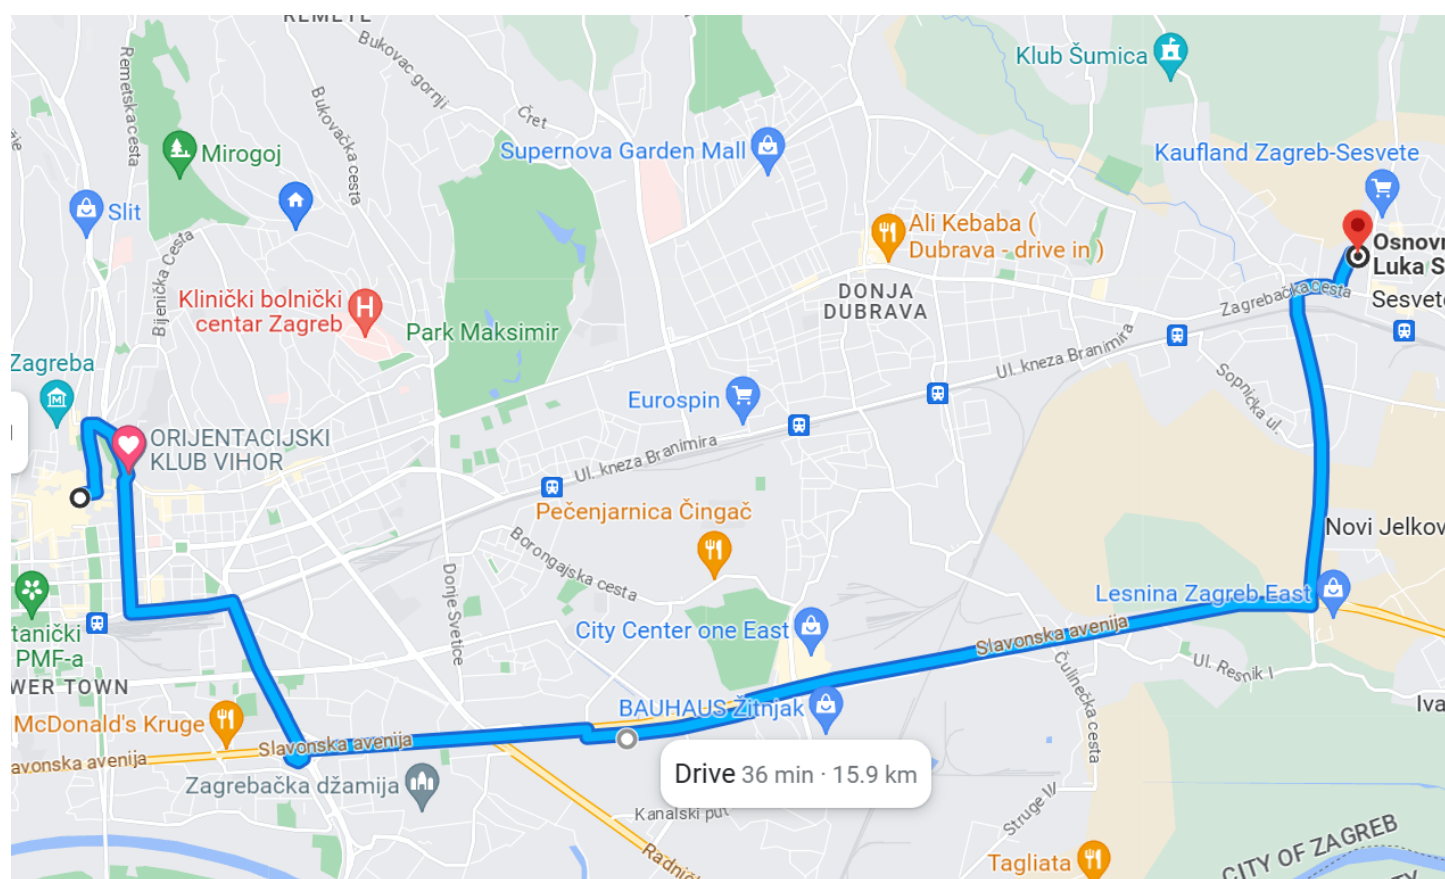 REMETE
Remetska cesta
Bukovac gornji
Bukovačka cesta
Čret
Klub Šumica
Mirogoj
Supernova Garden Mall
Kaufland Zagreb-Sesvete
Slit
Bijenička Cesta
Ali Kebaba (
Dubrava - drive in )
Osnovn
Luka S
Sesvete
Klinički bolnički
centar Zagreb
Park Maksimir
DONJA
DUBRAVA
Zagrebačka cesta
Ul. kneza Branimira
Zagreba
Eurospin
Sopnička ul.
ORIJENTACIJSKI
KLUB VIHOR
Ul. kneza Branimira
Pečenjarnica Čingač
Novi Jelkov
Borongajska cesta
Donje Svetice
Lesnina Zagreb East
tanički
PMF-a
City Center one East
Slavonska avenija
Ul. Resnik I
Čulinečka cesta
WER TOWN
BAUHAUS Žitnjak
Iva
McDonald's Kruge
Slavonska avenija
avonska avenija
Zagrebačka džamija
Drive 36 min · 15.9 km
Kanalski put
Struge IV
Radnič
Tagliata
CITY OF ZAGREB